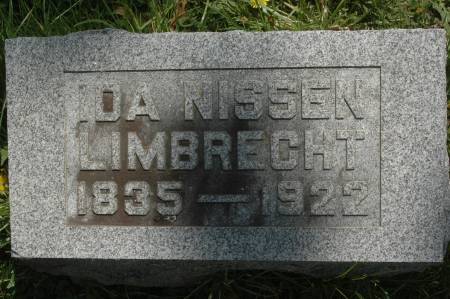 IDA NISSEN
LIMBRECHT
1835 — 1922